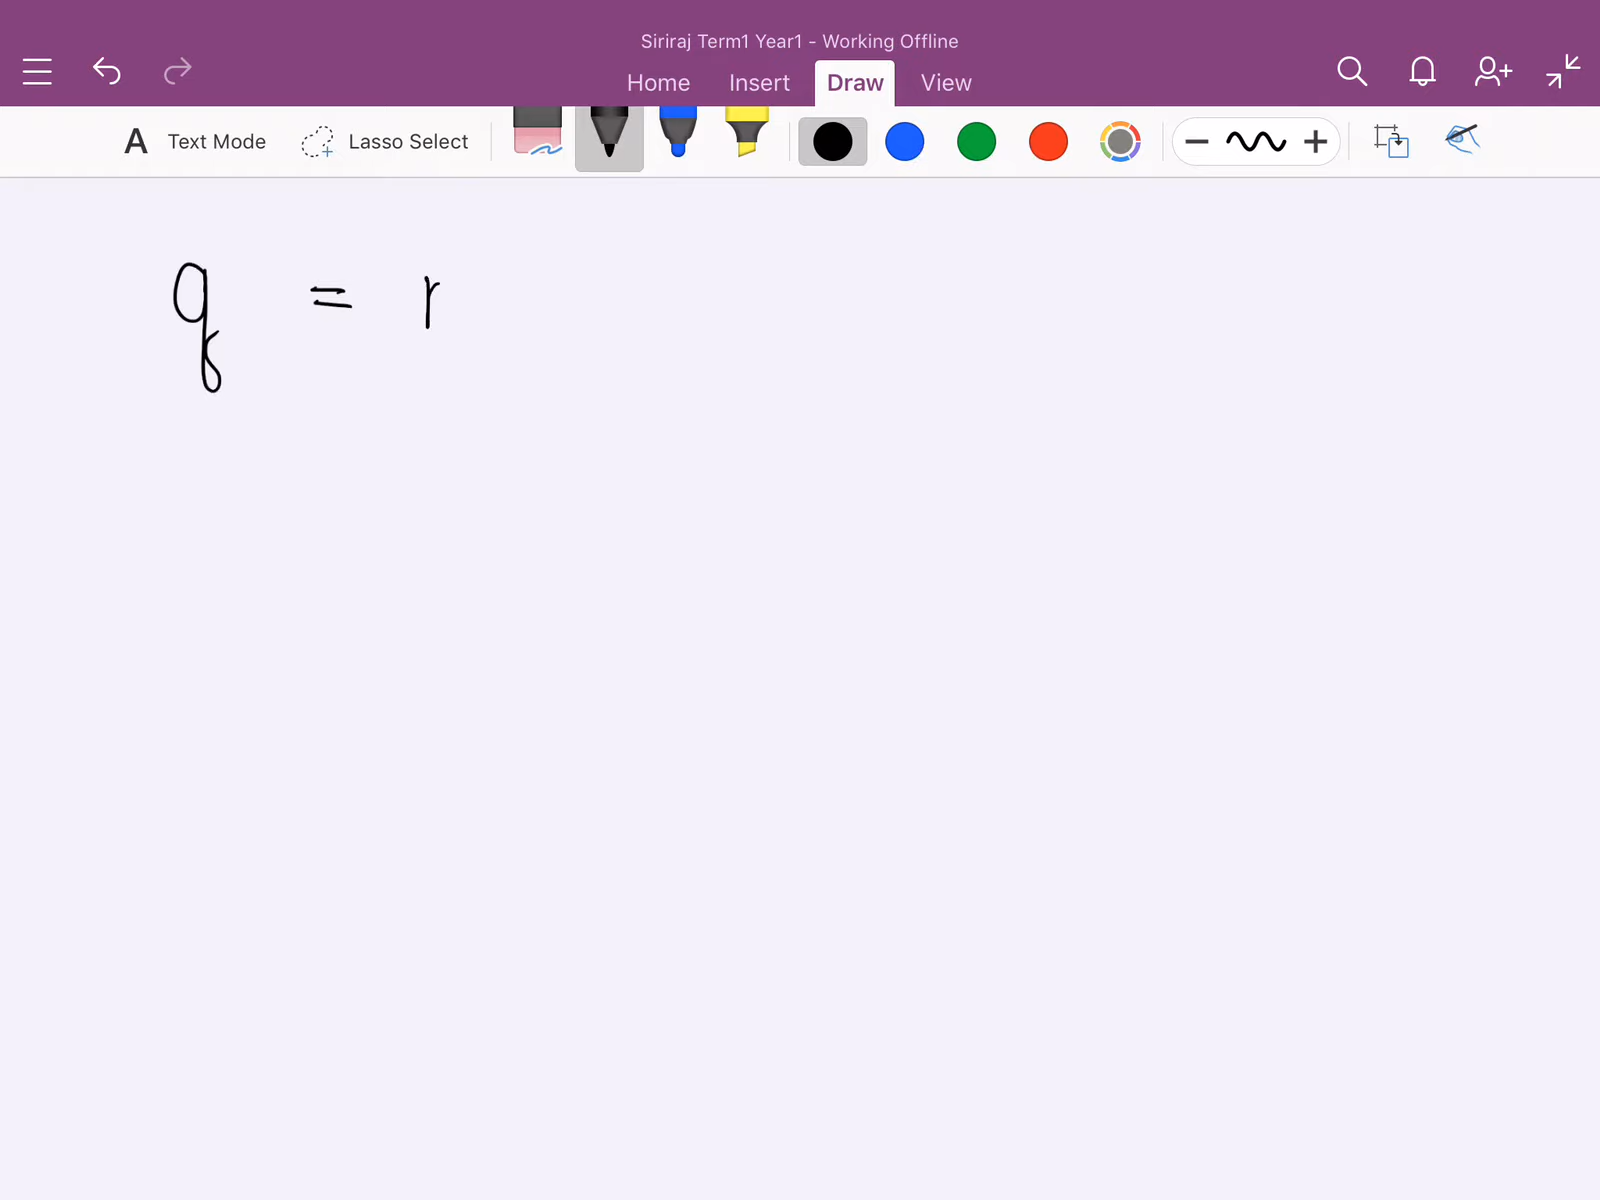 Siriraj Term1 Year1 - Working Offline
Home Insert Draw View
A Text Mode Lasso Select
q = r